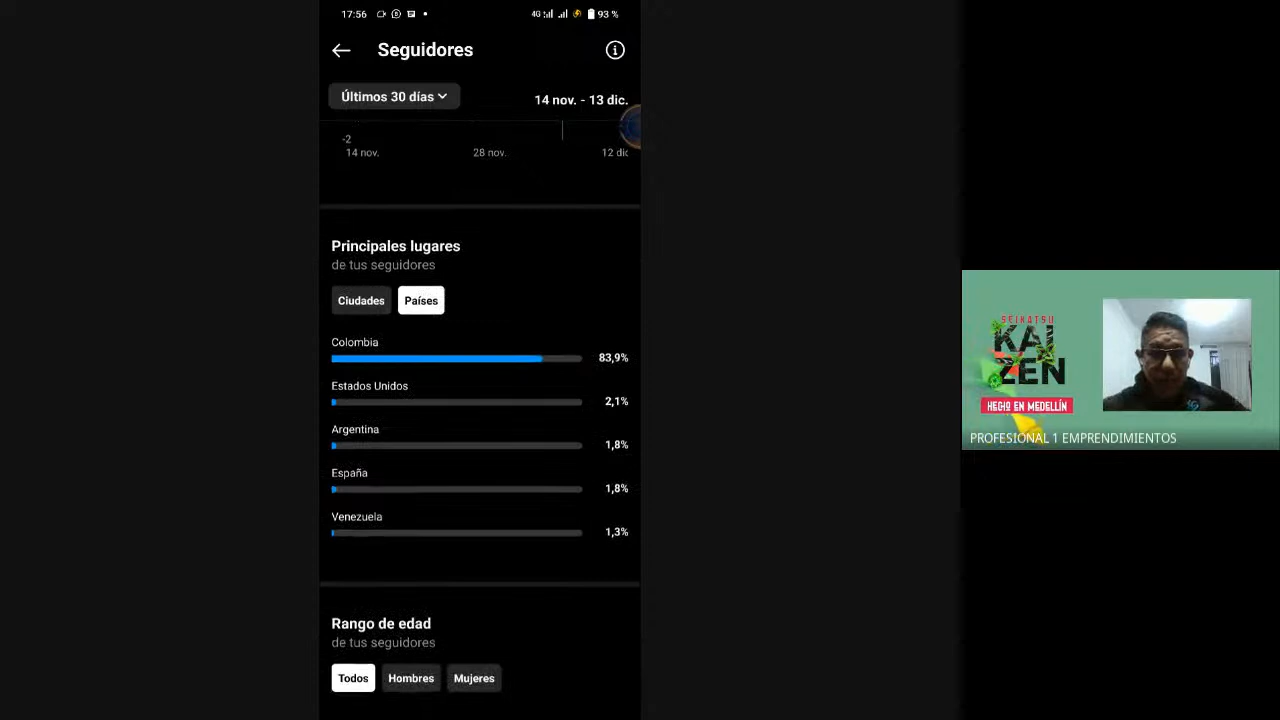 17:56
4G
93 %
Seguidores
Últimos 30 días
14 nov. - 13 dic.
-2
14 nov.
28 nov.
12 dic
Principales lugares
de tus seguidores
Ciudades
Países
Colombia
83,9%
Estados Unidos
2,1%
Argentina
1,8%
España
1,8%
Venezuela
1,3%
Rango de edad
de tus seguidores
Todos
Hombres
Mujeres
SEIKATSU
KAI
ZEN
HECHO EN MEDELLÍN
PROFESIONAL 1 EMPRENDIMIENTOS